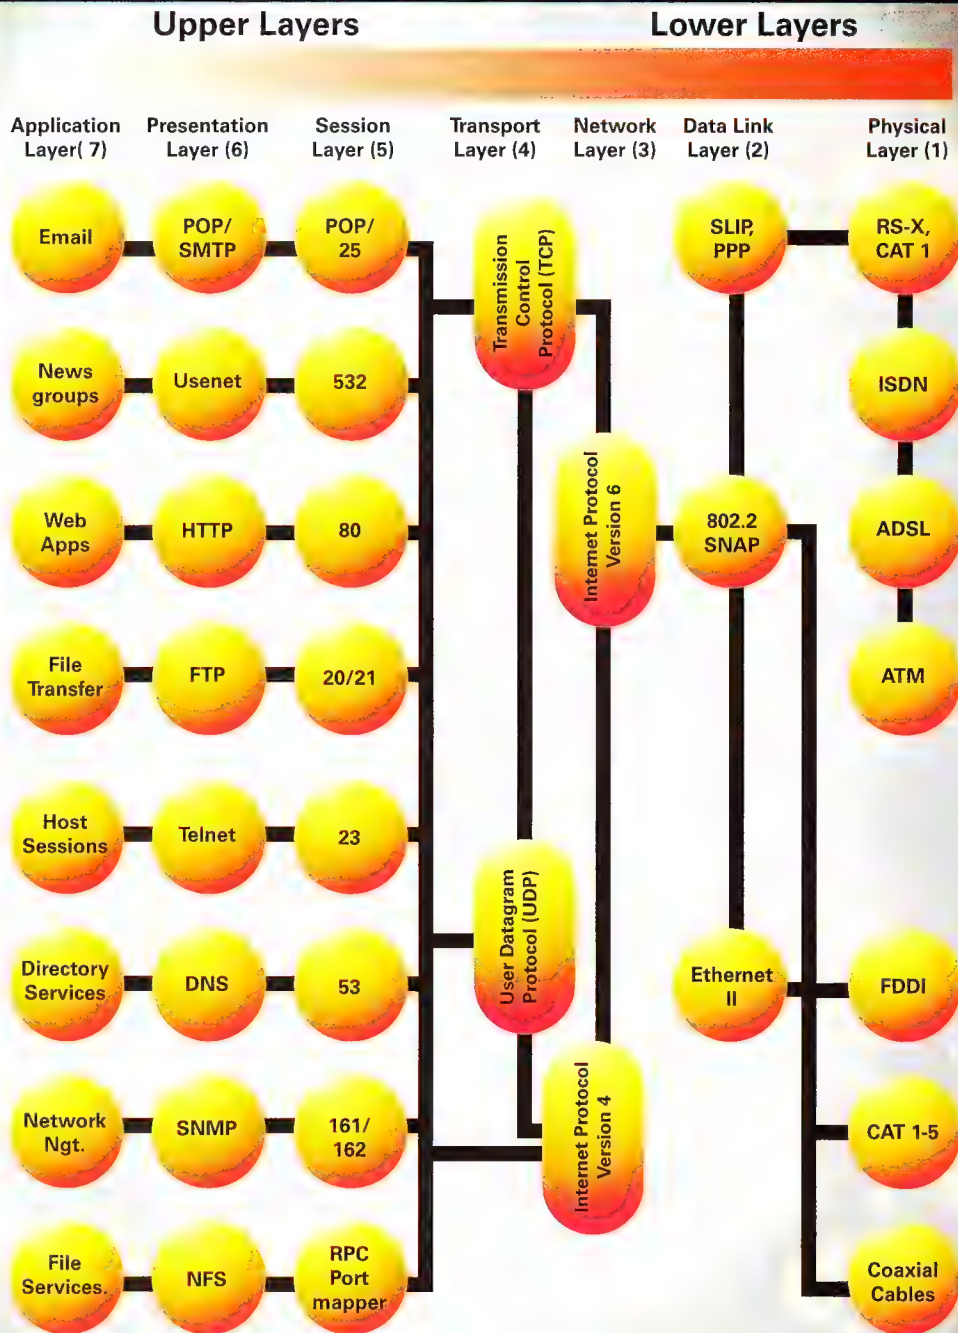 Upper Layers
Lower Layers
Application
Layer( 7)
Presentation
Layer (6)
Session
Layer (5)
Transport
Layer (4)
Network
Layer (3)
Data Link
Layer (2)
Physical
Layer (1)
Email
POP/
SMTP
POP/
25
Transmission
Control
Protocol (TCP)
SLIP,
PPP
RS-X,
CAT 1
News
groups
Usenet
532
ISDN
Web
Apps
HTTP
80
Internet Protocol
Version 6
802.2
SNAP
ADSL
File
Transfer
FTP
20/21
ATM
Host
Sessions
Telnet
23
User Datagram
Protocol (UDP)
Directory
Services
DNS
53
Ethernet
II
FDDI
Network
Ngt.
SNMP
161/
162
Internet Protocol
Version 4
CAT 1-5
File
Services.
NFS
RPC
Port
mapper
Coaxial
Cables